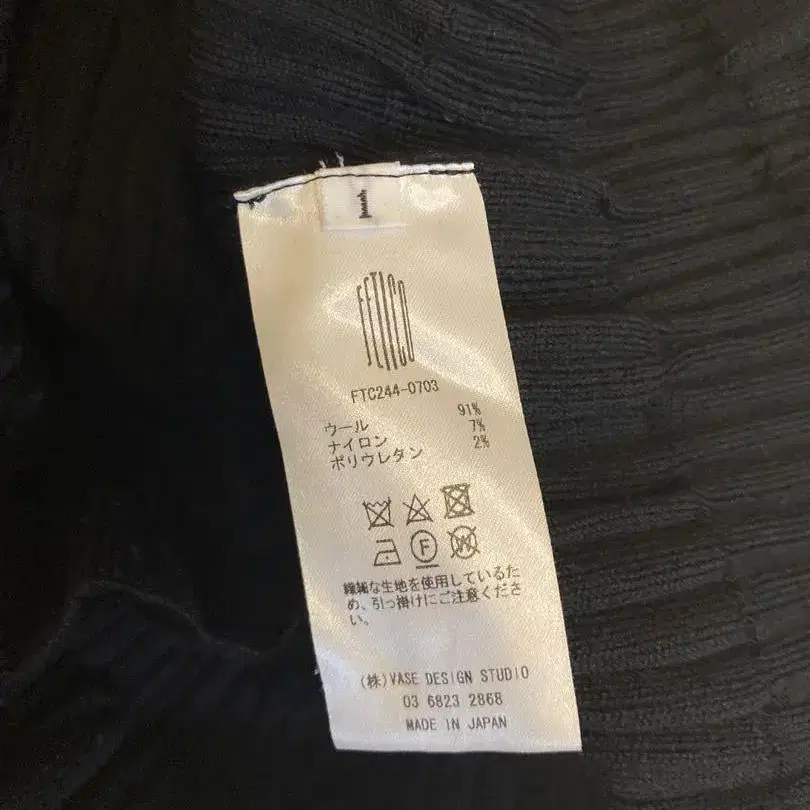 1
FETICO
FTC244-0703
ウール 91%
ナイロン 7%
ポリウレタン 2%
F
W
繊細な生地を使用しているた
め、引っ掛けにご注意くださ
い。
(株)VASE DESIGN STUDIO
03 6823 2868
MADE IN JAPAN